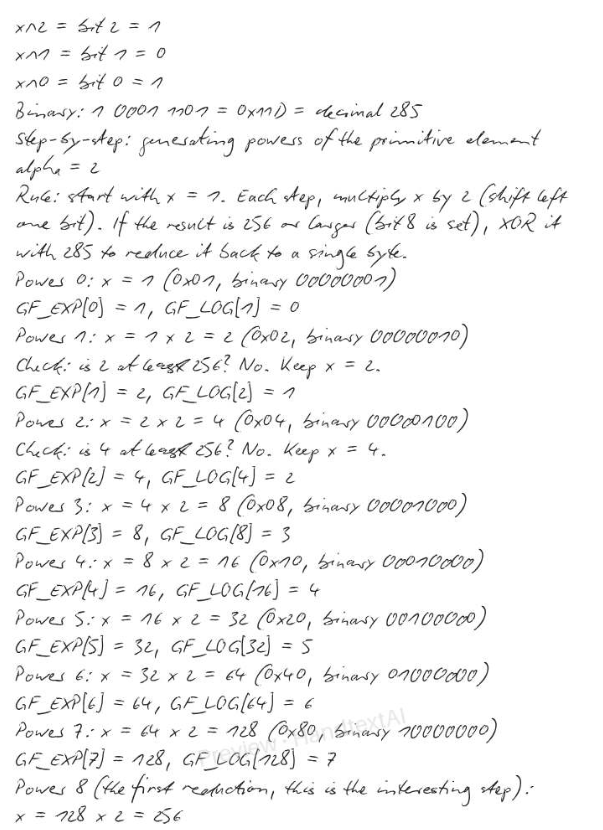 x^2 = bit 2 = 1
x^1 = bit 1 = 0
x^0 = bit 0 = 1
Binary: 1 0001 1101 = 0x11D = decimal 285
Step-by-step: generating powers of the primitive element
alpha = 2
Rule: start with x = 1. Each step, multiply x by 2 (shift left
one bit). If the result is 256 or larger (bit 8 is set), XOR it
with 285 to reduce it back to a single byte.
Power 0: x = 1 (0x01, binary 00000001)
GF_EXP[0] = 1, GF_LOG[1] = 0
Power 1: x = 1 x 2 = 2 (0x02, binary 00000010)
Check: is 2 at least 256? No. Keep x = 2.
GF_EXP[1] = 2, GF_LOG[2] = 1
Power 2: x = 2 x 2 = 4 (0x04, binary 00000100)
Check: is 4 at least 256? No. Keep x = 4.
GF_EXP[2] = 4, GF_LOG[4] = 2
Power 3: x = 4 x 2 = 8 (0x08, binary 00001000)
GF_EXP[3] = 8, GF_LOG[8] = 3
Power 4: x = 8 x 2 = 16 (0x10, binary 00010000)
GF_EXP[4] = 16, GF_LOG[16] = 4
Power 5: x = 16 x 2 = 32 (0x20, binary 00100000)
GF_EXP[5] = 32, GF_LOG[32] = 5
Power 6: x = 32 x 2 = 64 (0x40, binary 01000000)
GF_EXP[6] = 64, GF_LOG[64] = 6
Power 7: x = 64 x 2 = 128 (0x80, binary 10000000)
GF_EXP[7] = 128, GF_LOG[128] = 7
Power 8 (the first reduction, this is the interesting step):
x = 128 x 2 = 256
Preview - HandtextAI